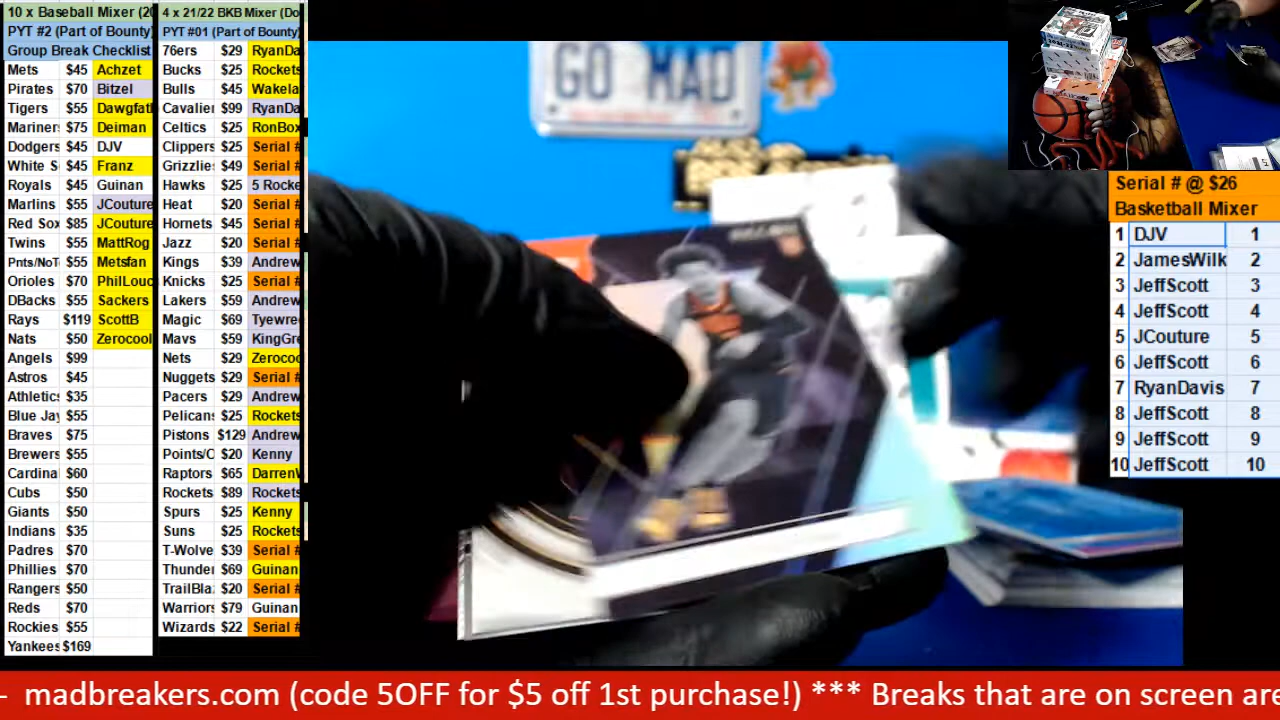 10 x Baseball Mixer (20
PYT #2 (Part of Bounty)
Group Break Checklist
Mets $45 Achzet
Pirates $70 Bitzel
Tigers $55 Dawgfath
Mariners $75 Deiman
Dodgers $45 DJV
White S $45 Franz
Royals $45 Guinan
Marlins $55 JCouture
Red Sox $85 JCouture
Twins $55 MattRog
Pnts/NoT $55 Metsfan
Orioles $70 PhilLouc
DBacks $55 Sackers
Rays $119 ScottB
Nats $50 Zerocool
Angels $99
Astros $45
Athletics $35
Blue Jay $55
Braves $75
Brewers $55
Cardinal $60
Cubs $50
Giants $50
Indians $35
Padres $70
Phillies $70
Rangers $50
Reds $70
Rockies $55
Yankees $169
4 x 21/22 BKB Mixer (Do
PYT #01 (Part of Bounty)
76ers $29 RyanDa
Bucks $25 Rockets
Bulls $45 Wakela
Cavalier $99 RyanDa
Celtics $25 RonBox
Clippers $25 Serial #
Grizzlie $49 Serial #
Hawks $25 5 Rocke
Heat $20 Serial #
Hornets $45 Serial #
Jazz $20 Serial #
Kings $39 Andrew
Knicks $25 Serial #
Lakers $59 Andrew
Magic $69 Tyewre
Mavs $59 KingGre
Nets $29 Zerocoo
Nuggets $29 Serial #
Pacers $29 Andrew
Pelicans $25 Rockets
Pistons $129 Andrew
Points/C $20 Kenny
Raptors $65 DarrenW
Rockets $89 Rockets
Spurs $25 Kenny
Suns $25 Rockets
T-Wolve $39 Serial #
Thunde $69 Guinan
TrailBla $20 Serial #
Warriors $79 Guinan
Wizards $22 Serial #
GO MAD
Serial # @ $26
Basketball Mixer
1 DJV 1
2 JamesWilk 2
3 JeffScott 3
4 JeffScott 4
5 JCouture 5
6 JeffScott 6
7 RyanDavis 7
8 JeffScott 8
9 JeffScott 9
10 JeffScott 10
- madbreakers.com (code 5OFF for $5 off 1st purchase!) *** Breaks that are on screen are